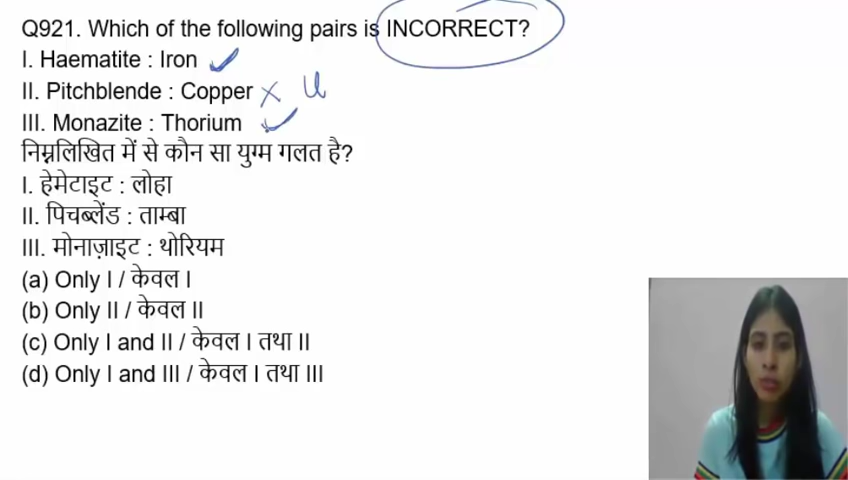 Q921. Which of the following pairs is INCORRECT?
I. Haematite : Iron
II. Pitchblende : Copper U
III. Monazite : Thorium
निम्नलिखित में से कौन सा युग्म गलत है?
I. हेमेटाइट : लोहा
II. पिचब्लेंड : ताम्बा
III. मोनाज़ाइट : थोरियम
(a) Only I / केवल I
(b) Only II / केवल II
(c) Only I and II / केवल I तथा II
(d) Only I and III / केवल I तथा III